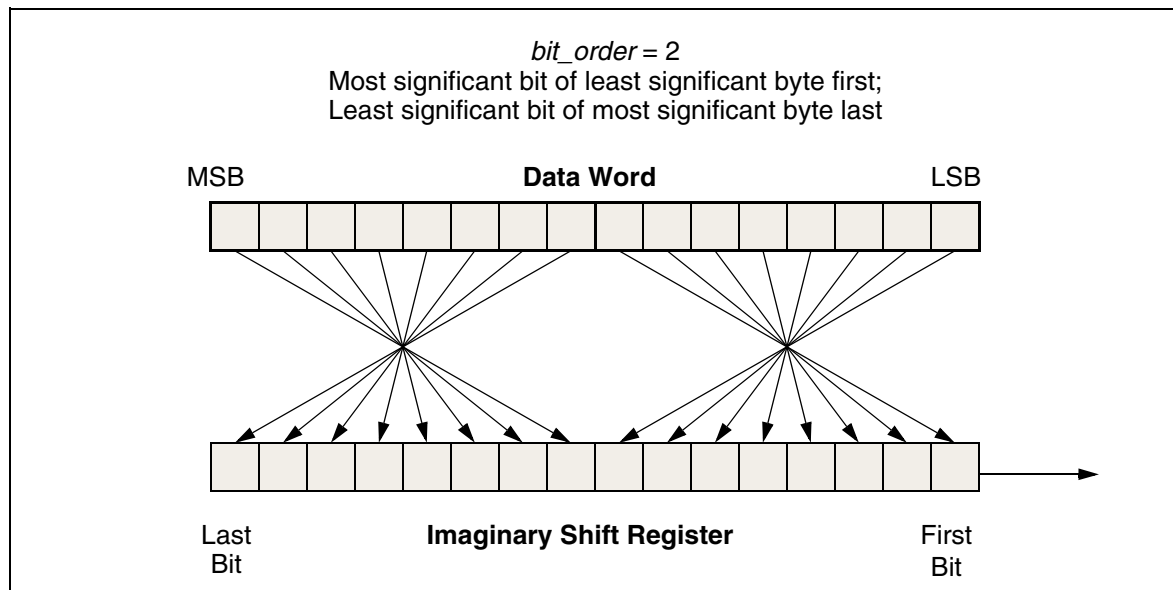 bit_order = 2
Most significant bit of least significant byte first;
Least significant bit of most significant byte last
MSB Data Word LSB
Last Bit Imaginary Shift Register First Bit